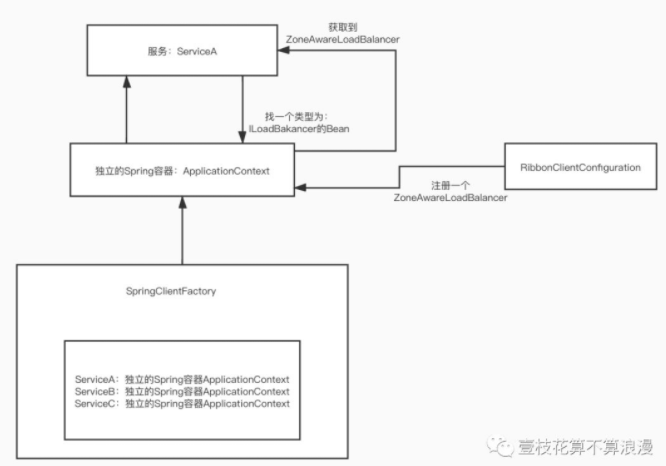 获取到
ZoneAwareLoadBalancer
服务：ServiceA
找一个类型为：
ILoadBakancer的Bean
独立的Spring容器：ApplicationContext
RibbonClientConfiguration
注册一个
ZoneAwareLoadBalancer
SpringClientFactory
ServiceA：独立的Spring容器ApplicationContext
ServiceB：独立的Spring容器ApplicationContext
ServiceC：独立的Spring容器ApplicationContext
壹枝花算不算浪漫